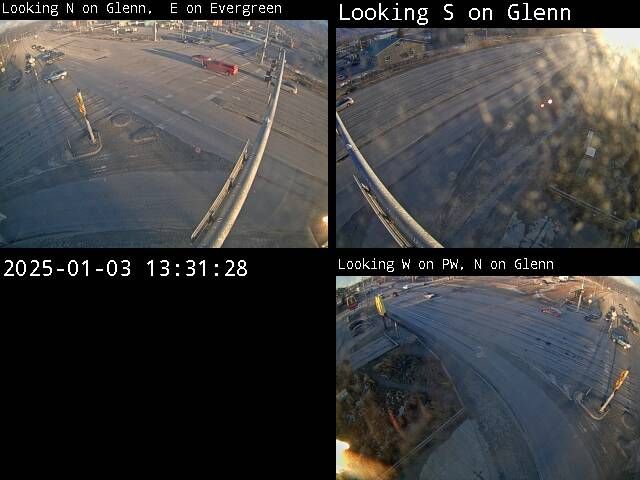 Looking N on Glenn,  E on Evergreen
Looking S on Glenn
2025-01-03 13:31:28
Looking W on PW, N on Glenn